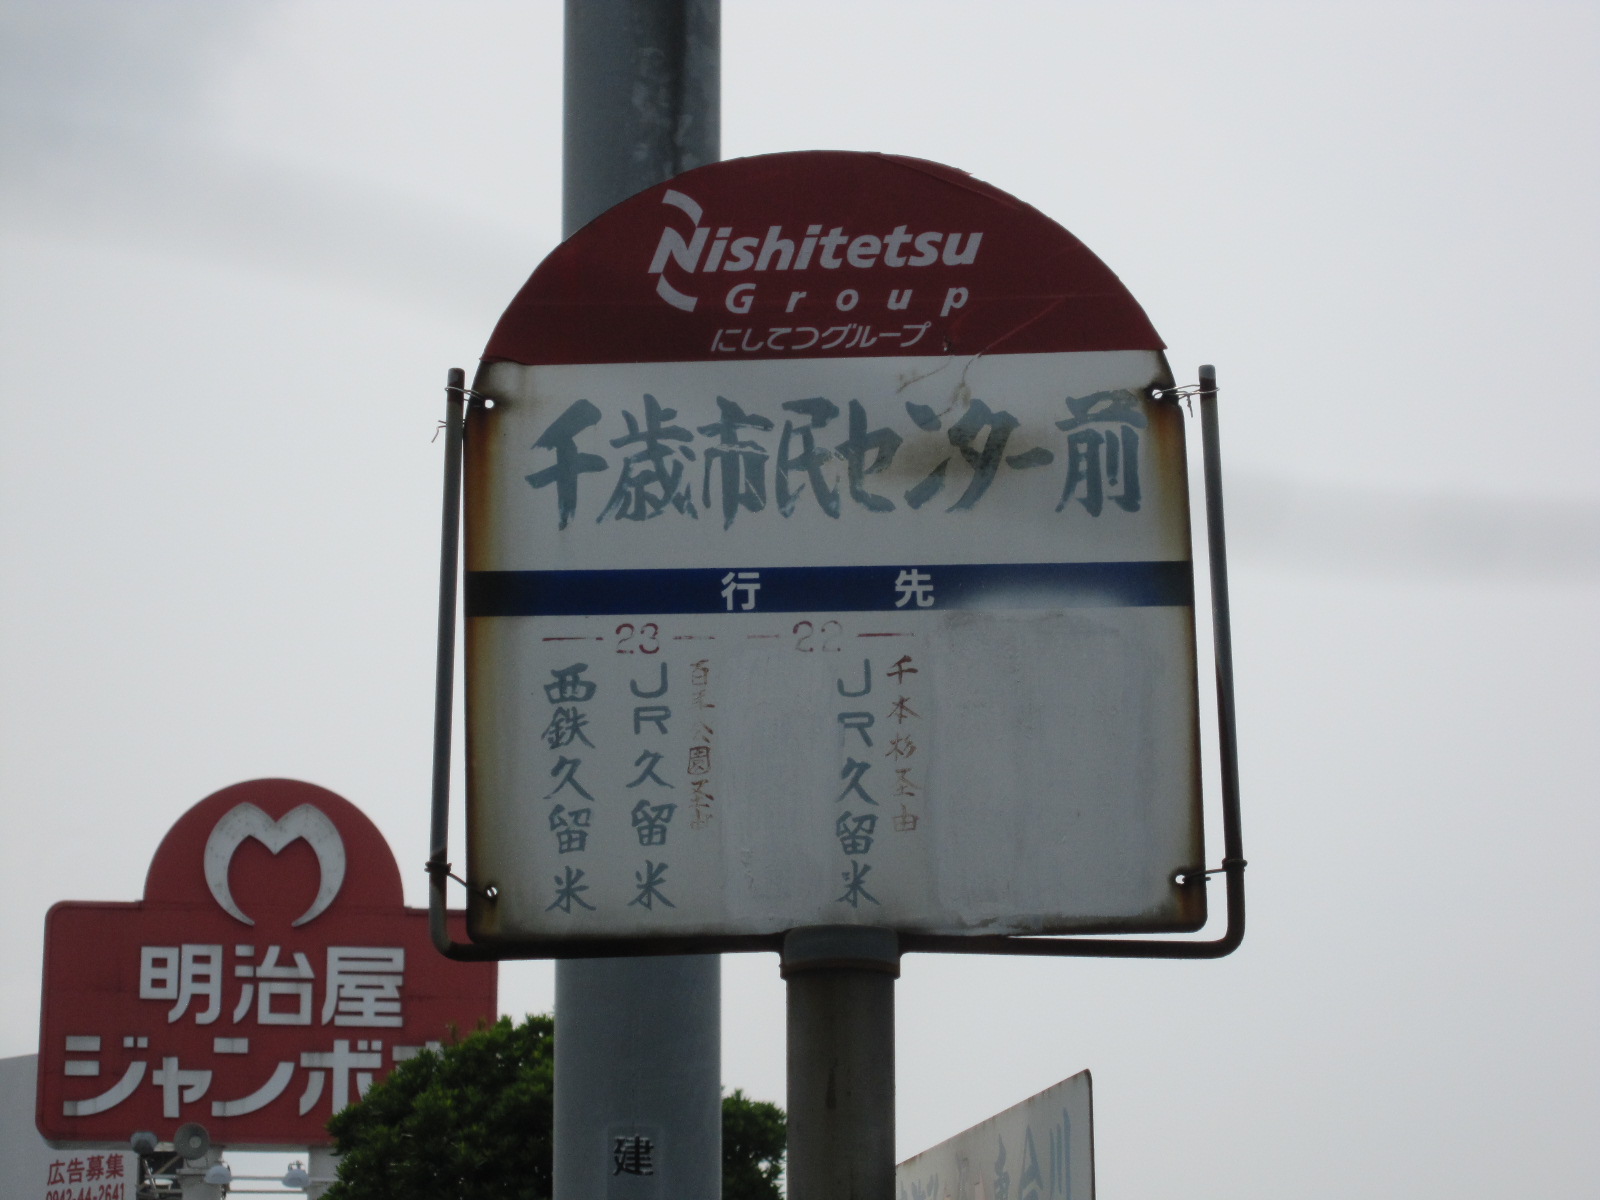 Nishitetsu
Group
にしてつグループ
千歳市民センター前
行先
23
22
西鉄久留米
JR久留米
百年公園経由
JR久留米
千本杉経由
明治屋
ジャンボ
広告募集
0942-44-2641
建